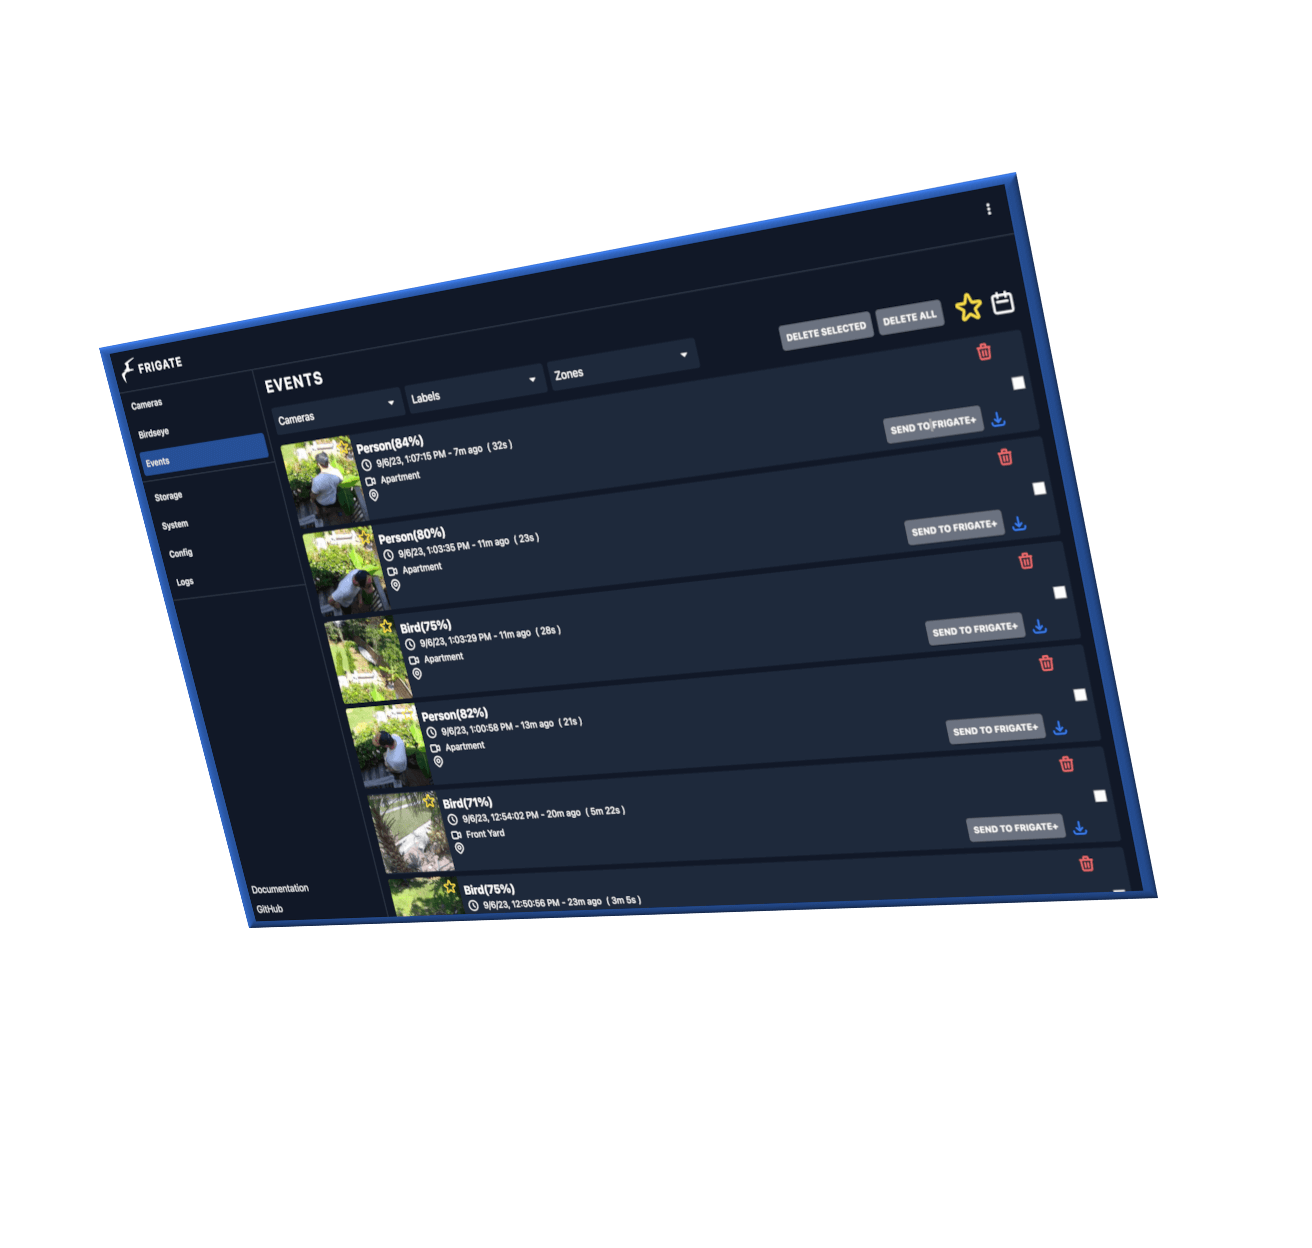 FRIGATE
Cameras
Birdseye
Events
Storage
System
Config
Logs
Documentation
GitHub
EVENTS
Cameras
Labels
Zones
DELETE SELECTED
DELETE ALL
Person(84%)
9/6/23, 1:07:15 PM - 7m ago ( 32s )
Apartment
SEND TO FRIGATE+
Person(80%)
9/6/23, 1:03:35 PM - 11m ago ( 23s )
Apartment
SEND TO FRIGATE+
Bird(75%)
9/6/23, 1:03:29 PM - 11m ago ( 28s )
Apartment
SEND TO FRIGATE+
Person(82%)
9/6/23, 1:00:58 PM - 13m ago ( 21s )
Apartment
SEND TO FRIGATE+
Bird(71%)
9/6/23, 12:54:02 PM - 20m ago ( 5m 22s )
Front Yard
SEND TO FRIGATE+
Bird(75%)
9/6/23, 12:50:56 PM - 23m ago ( 3m 5s )